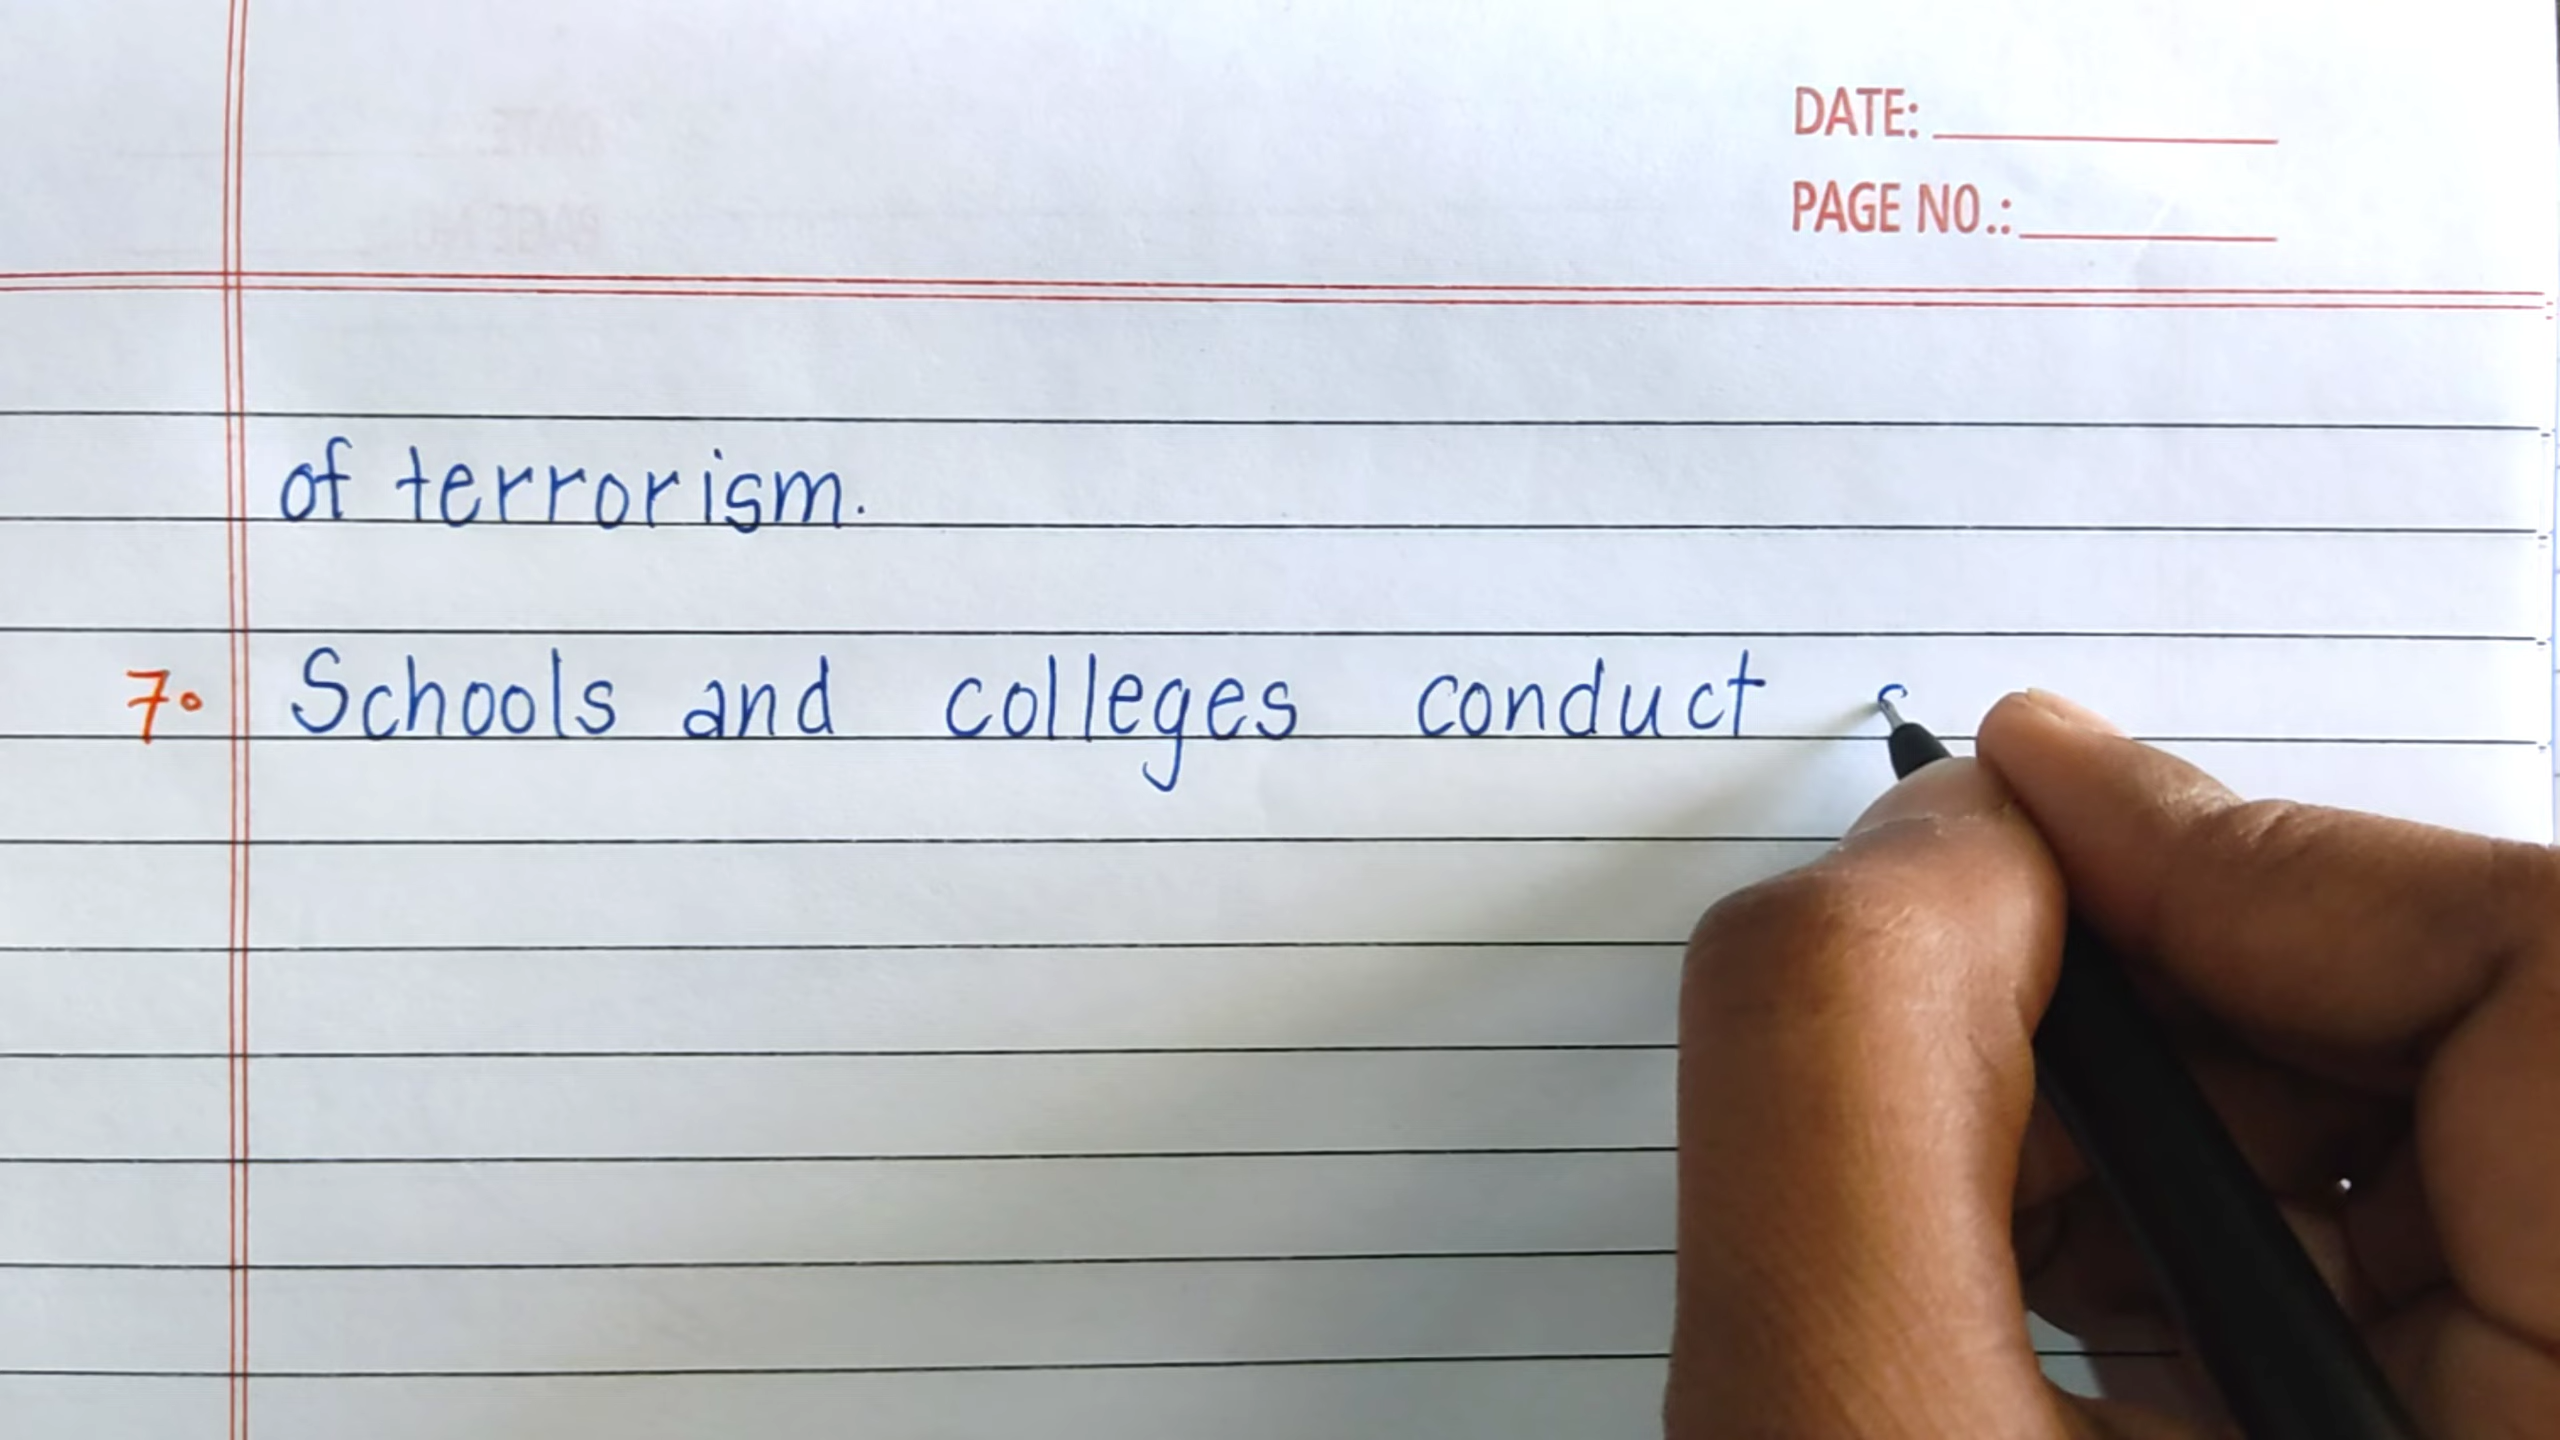 DATE:
PAGE NO.:
of terrorism.
7. Schools and colleges conduct